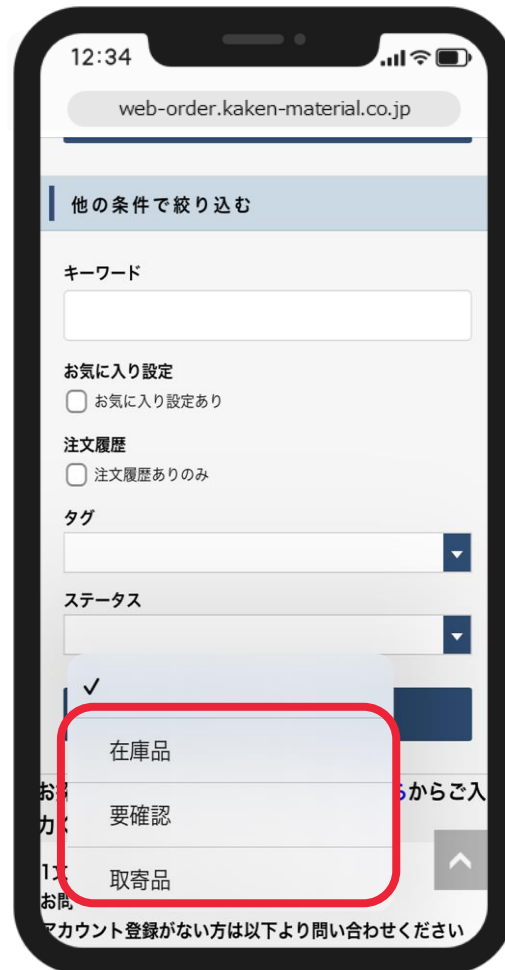 12:34
web-order.kaken-material.co.jp
他の条件で絞り込む
キーワード
お気に入り設定
お気に入り設定あり
注文履歴
注文履歴ありのみ
タグ
ステータス
在庫品
からご入
要確認
取寄品
お問
アカウント登録がない方は以下より問い合わせください